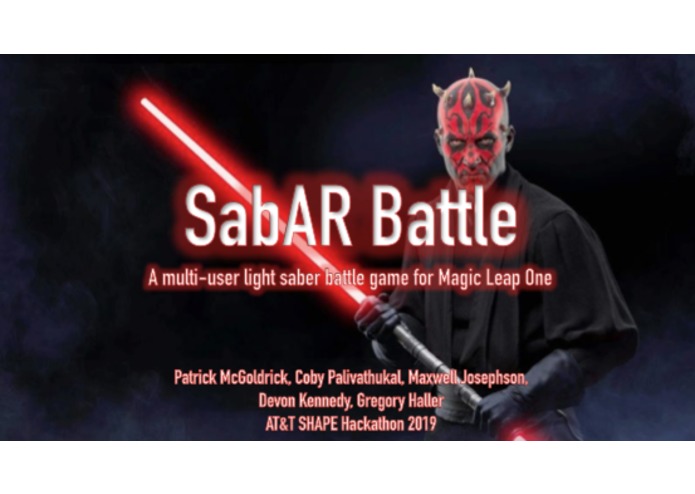 SabAR Battle
A multi-user light saber battle game for Magic Leap One
Patrick McGoldrick, Coby Palivathukal, Maxwell Josephson,
Devon Kennedy, Gregory Haller
AT&T SHAPE Hackathon 2019